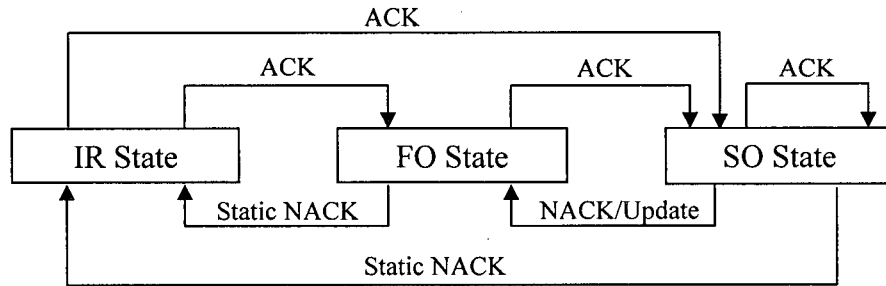 ACK
ACK
ACK
ACK
IR State
FO State
SO State
Static NACK
NACK/Update
Static NACK